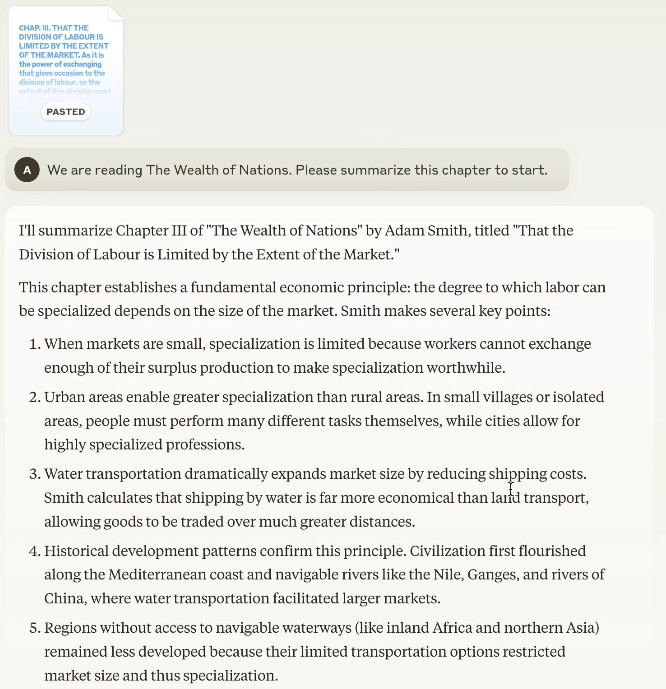 CHAP. III. THAT THE
DIVISION OF LABOUR IS
LIMITED BY THE EXTENT
OF THE MARKET. As it is
the power of exchanging
that gives occasion to the
division of labour, so the
extent of this division must
PASTED
A We are reading The Wealth of Nations. Please summarize this chapter to start.
I'll summarize Chapter III of "The Wealth of Nations" by Adam Smith, titled "That the
Division of Labour is Limited by the Extent of the Market."
This chapter establishes a fundamental economic principle: the degree to which labor can
be specialized depends on the size of the market. Smith makes several key points:
1. When markets are small, specialization is limited because workers cannot exchange
enough of their surplus production to make specialization worthwhile.
2. Urban areas enable greater specialization than rural areas. In small villages or isolated
areas, people must perform many different tasks themselves, while cities allow for
highly specialized professions.
3. Water transportation dramatically expands market size by reducing shipping costs.
Smith calculates that shipping by water is far more economical than land transport,
allowing goods to be traded over much greater distances.
4. Historical development patterns confirm this principle. Civilization first flourished
along the Mediterranean coast and navigable rivers like the Nile, Ganges, and rivers of
China, where water transportation facilitated larger markets.
5. Regions without access to navigable waterways (like inland Africa and northern Asia)
remained less developed because their limited transportation options restricted
market size and thus specialization.